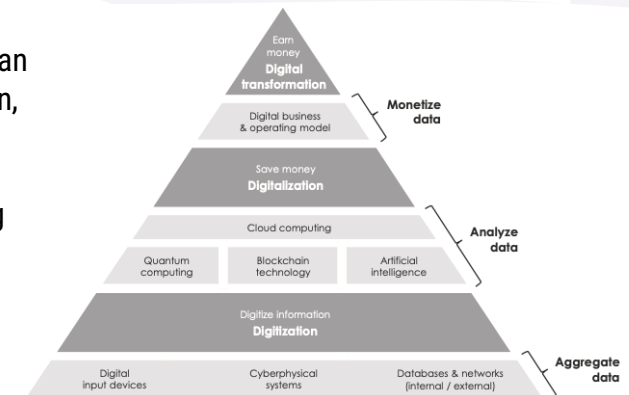 an
n,
g
Earn
money
Digital
transformation
Monetize
data
Digital business
& operating model
Save money
Digitalization
Cloud computing
Analyze
data
Quantum
computing
Blockchain
technology
Artificial
intelligence
Digitize information
Digitization
Aggregate
data
Digital
input devices
Cyberphysical
systems
Databases & networks
(internal / external)